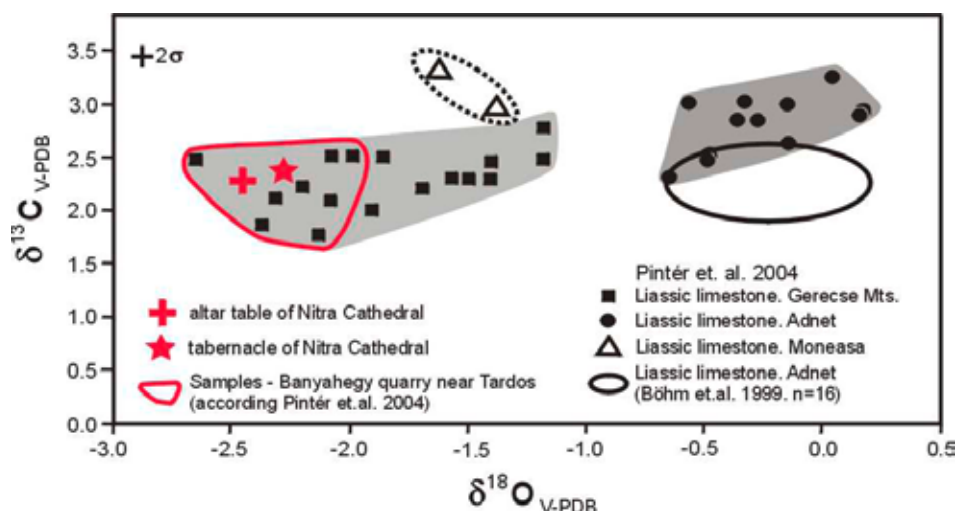 +2σ
3.5
3.0
2.5
2.0
1.5
1.0
0.5
0.0
δ13C V-PDB
-3.0 -2.5 -2.0 -1.5 -1.0 -0.5 0.0 0.5
δ18O V-PDB
altar table of Nitra Cathedral
tabernacle of Nitra Cathedral
Samples - Banyahegy quarry near Tardos
(according Pintér et.al. 2004)
Pintér et. al. 2004
Liassic limestone. Gerecse Mts.
Liassic limestone. Adnet
Liassic limestone. Moneasa
Liassic limestone. Adnet
(Böhm et.al. 1999. n=16)